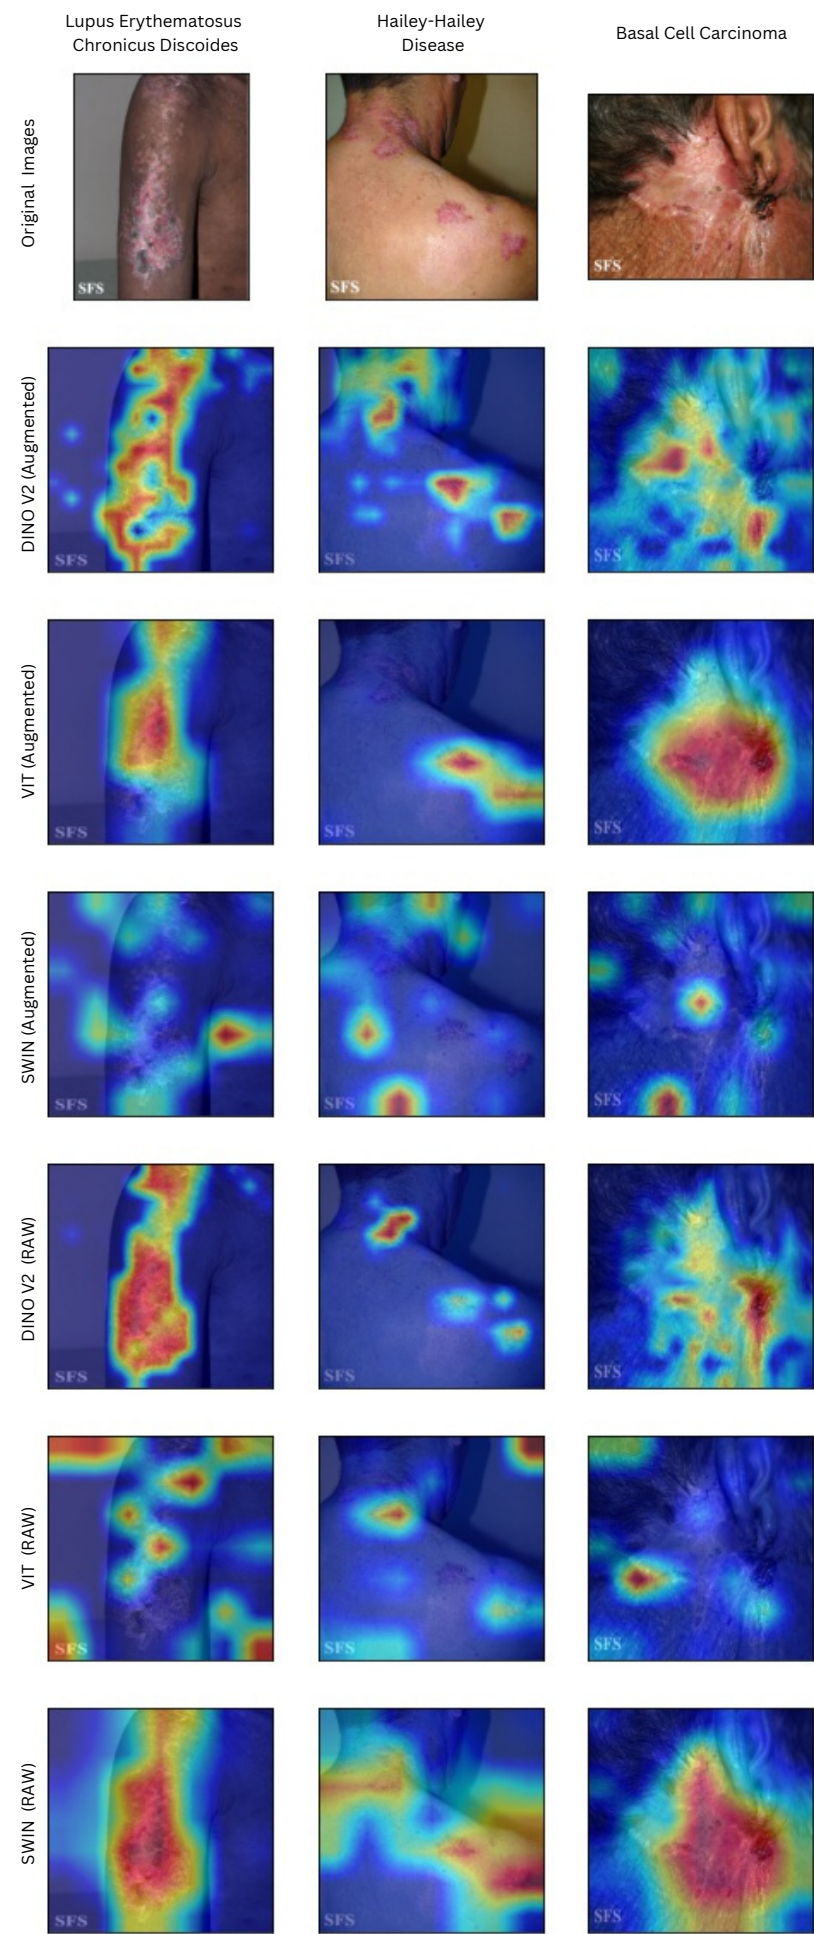 Lupus Erythematosus
Chronicus Discoides
Hailey-Hailey
Disease
Basal Cell Carcinoma
Original Images
SFS
SFS
SFS
DINO V2 (Augmented)
SFS
SFS
SFS
VIT (Augmented)
SFS
SFS
SFS
SWIN (Augmented)
SFS
SFS
SFS
DINO V2 (RAW)
SFS
SFS
SFS
VIT (RAW)
SFS
SFS
SFS
SWIN (RAW)
SFS
SFS
SFS